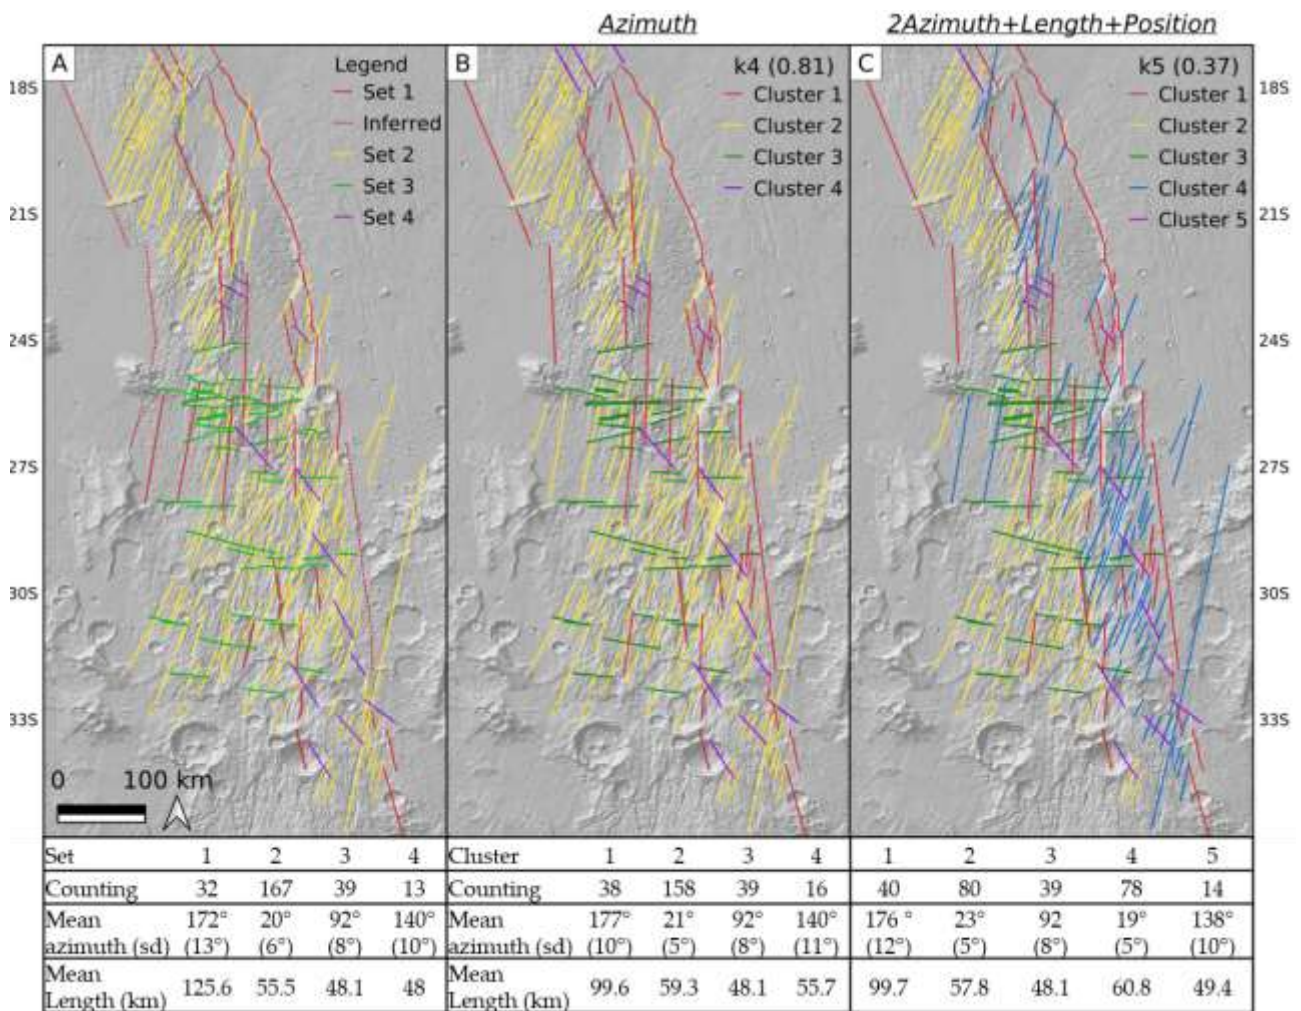 Azimuth
2Azimuth+Length+Position
A
Legend
Set 1
Inferred
Set 2
Set 3
Set 4
B
k4 (0.81)
Cluster 1
Cluster 2
Cluster 3
Cluster 4
C
k5 (0.37)
Cluster 1
Cluster 2
Cluster 3
Cluster 4
Cluster 5
18S
21S
24S
27S
30S
33S
18S
21S
24S
27S
30S
33S
0 100 km
Set 1 2 3 4 Cluster 1 2 3 4 1 2 3 4 5
Counting 32 167 39 13 Counting 38 158 39 16 40 80 39 78 14
Mean 172° 20° 92° 140° Mean 177° 21° 92° 140° 176 ° 23° 92 19° 138°
azimuth (sd) (13°) (6°) (8°) (10°) azimuth (sd) (10°) (5°) (8°) (11°) (12°) (5°) (8°) (5°) (10°)
Mean Mean
Length (km) 125.6 55.5 48.1 48 Length (km) 99.6 59.3 48.1 55.7 99.7 57.8 48.1 60.8 49.4